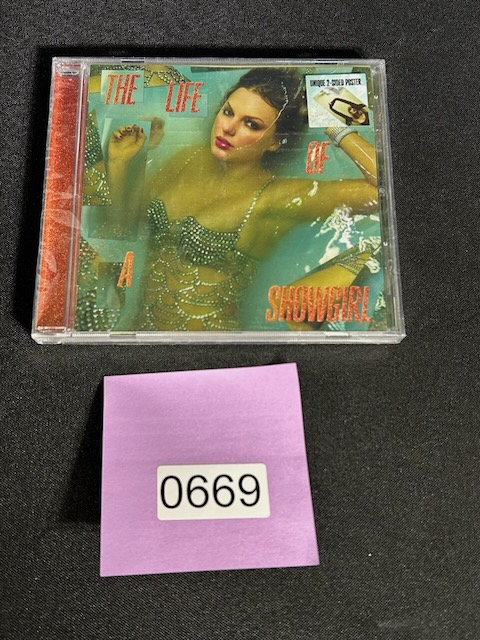 THE LIFE
UNIQUE 2-SIDED POSTER
OF
A
SHOWGIRL
0669